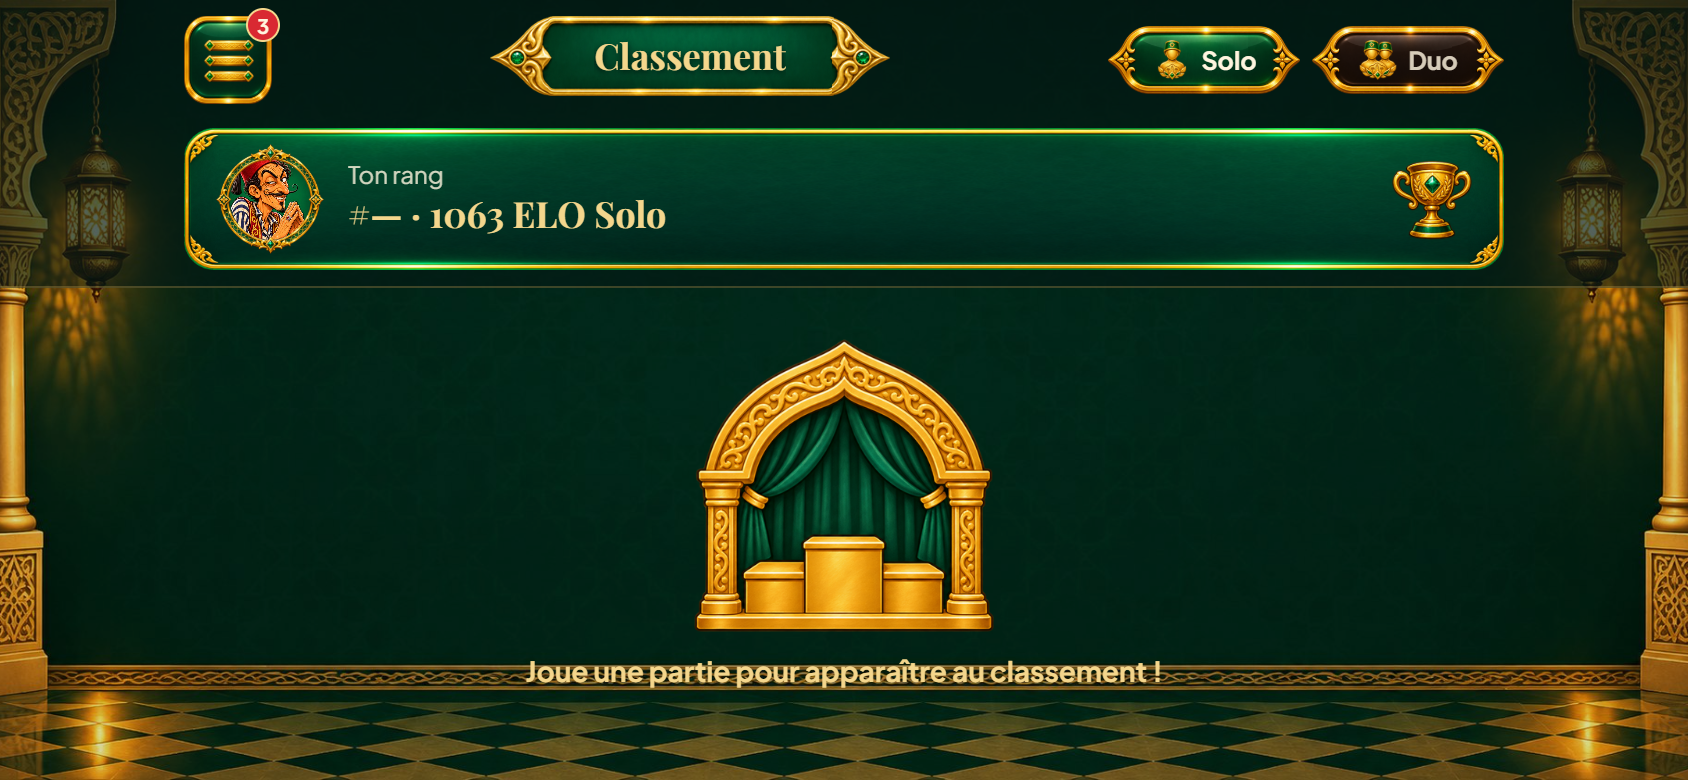 3
Classement
Solo
Duo
Ton rang
#— · 1063 ELO Solo
Joue une partie pour apparaître au classement !